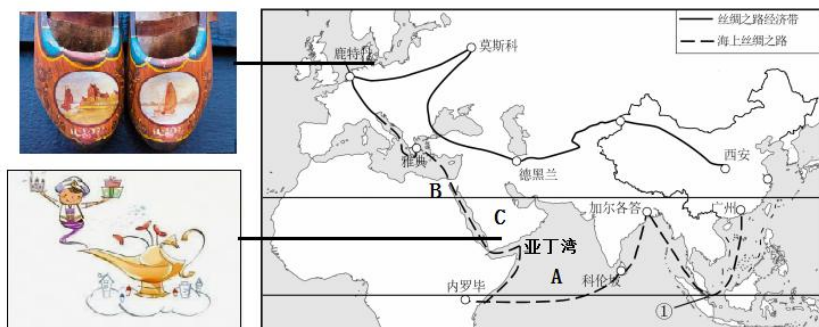 丝绸之路经济带
海上丝绸之路
鹿特丹
莫斯科
雅典
德黑兰
西安
B
C
加尔各答
广州
亚丁湾
A
内罗毕
科伦坡
①